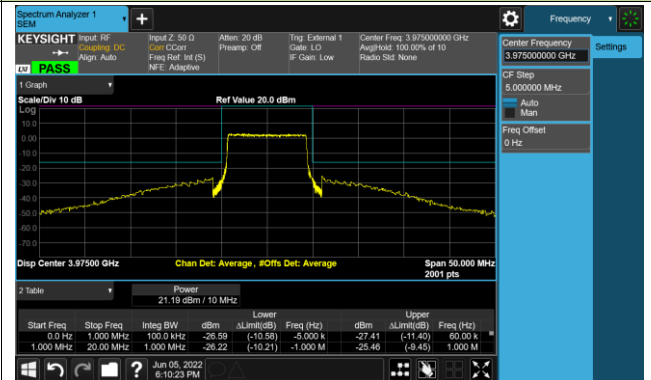 Spectrum Analyzer 1
SEM
Frequency
KEYSIGHT
Input: RF
Coupling: DC
Align: Auto
Input Z: 50 Ω
Corr CCorr
Freq Ref: Int (S)
NFE: Adaptive
Atten: 20 dB
Preamp: Off
Trig: External 1
Gate: LO
IF Gain: Low
Center Freq: 3.975000000 GHz
Avg|Hold: 100.00% of 10
Radio Std: None
LXI PASS
Center Frequency
3.975000000 GHz
Settings
CF Step
5.000000 MHz
Auto
Man
Freq Offset
0 Hz
1 Graph
Scale/Div 10 dB
Ref Value 20.0 dBm
Log
10.0
0.00
-10.0
-20.0
-30.0
-40.0
-50.0
-60.0
-70.0
Disp Center 3.97500 GHz
Chan Det: Average, #Offs Det: Average
Span 50.000 MHz
2001 pts
2 Table
Power
21.19 dBm / 10 MHz
Lower Upper
Start Freq Stop Freq Integ BW dBm ΔLimit(dB) Freq (Hz) dBm ΔLimit(dB) Freq (Hz)
0.0 Hz 1.000 MHz 100.0 kHz -26.59 (-10.58) -5.000 k -27.41 (-11.40) 60.00 k
1.000 MHz 20.00 MHz 1.000 MHz -26.22 (-10.21) -1.000 M -25.46 (-9.45) 1.000 M
Jun 05, 2022
6:10:23 PM